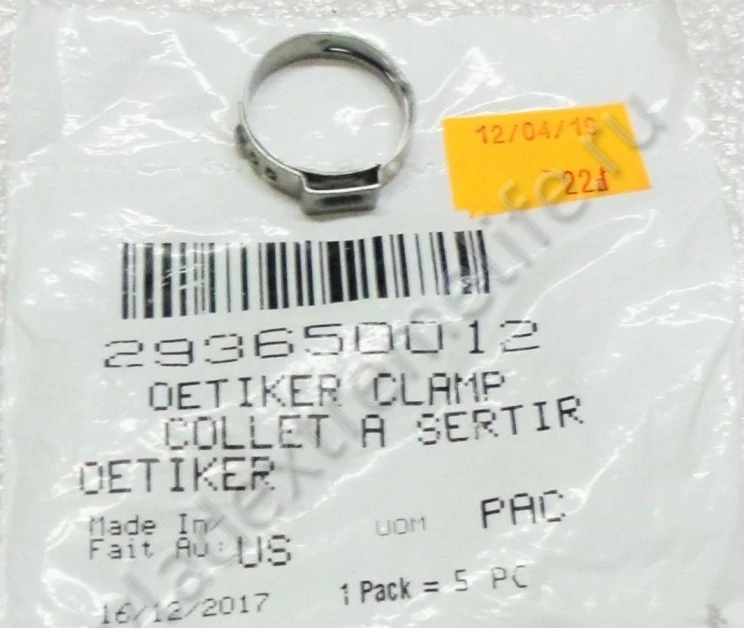 12/04/19
22
293650012
OETIKER CLAMP
COLLET A SERTIR
OETIKER
Made In/
Fait Au: US
UOM PAC
16/12/2017
1 Pack = 5 PC